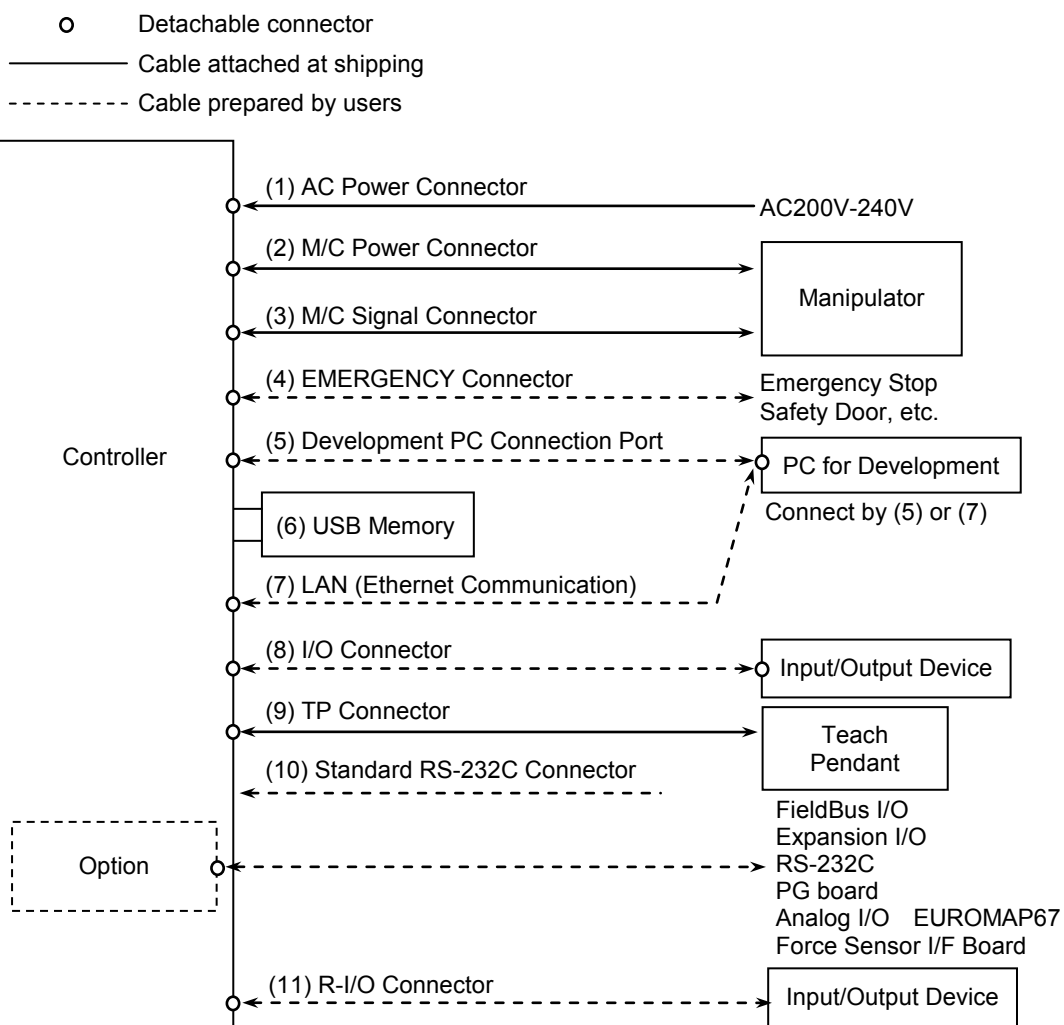 Detachable connector
Cable attached at shipping
Cable prepared by users
(1) AC Power Connector
AC200V-240V
(2) M/C Power Connector
Manipulator
(3) M/C Signal Connector
(4) EMERGENCY Connector
Emergency Stop
Safety Door, etc.
Controller
(5) Development PC Connection Port
PC for Development
Connect by (5) or (7)
(6) USB Memory
(7) LAN (Ethernet Communication)
(8) I/O Connector
Input/Output Device
(9) TP Connector
Teach
Pendant
(10) Standard RS-232C Connector
Option
FieldBus I/O
Expansion I/O
RS-232C
PG board
Analog I/O EUROMAP67
Force Sensor I/F Board
(11) R-I/O Connector
Input/Output Device